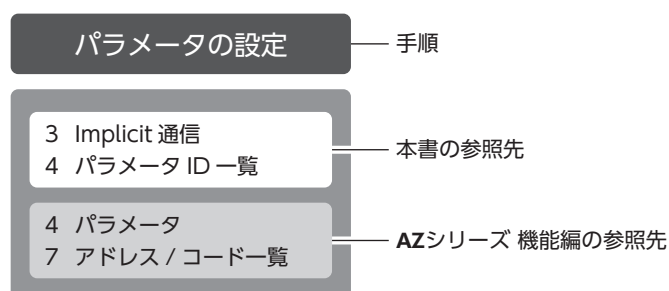 パラメータの設定
手順
3 Implicit 通信
4 パラメータ ID 一覧
本書の参照先
4 パラメータ
7 アドレス / コード一覧
AZシリーズ 機能編の参照先